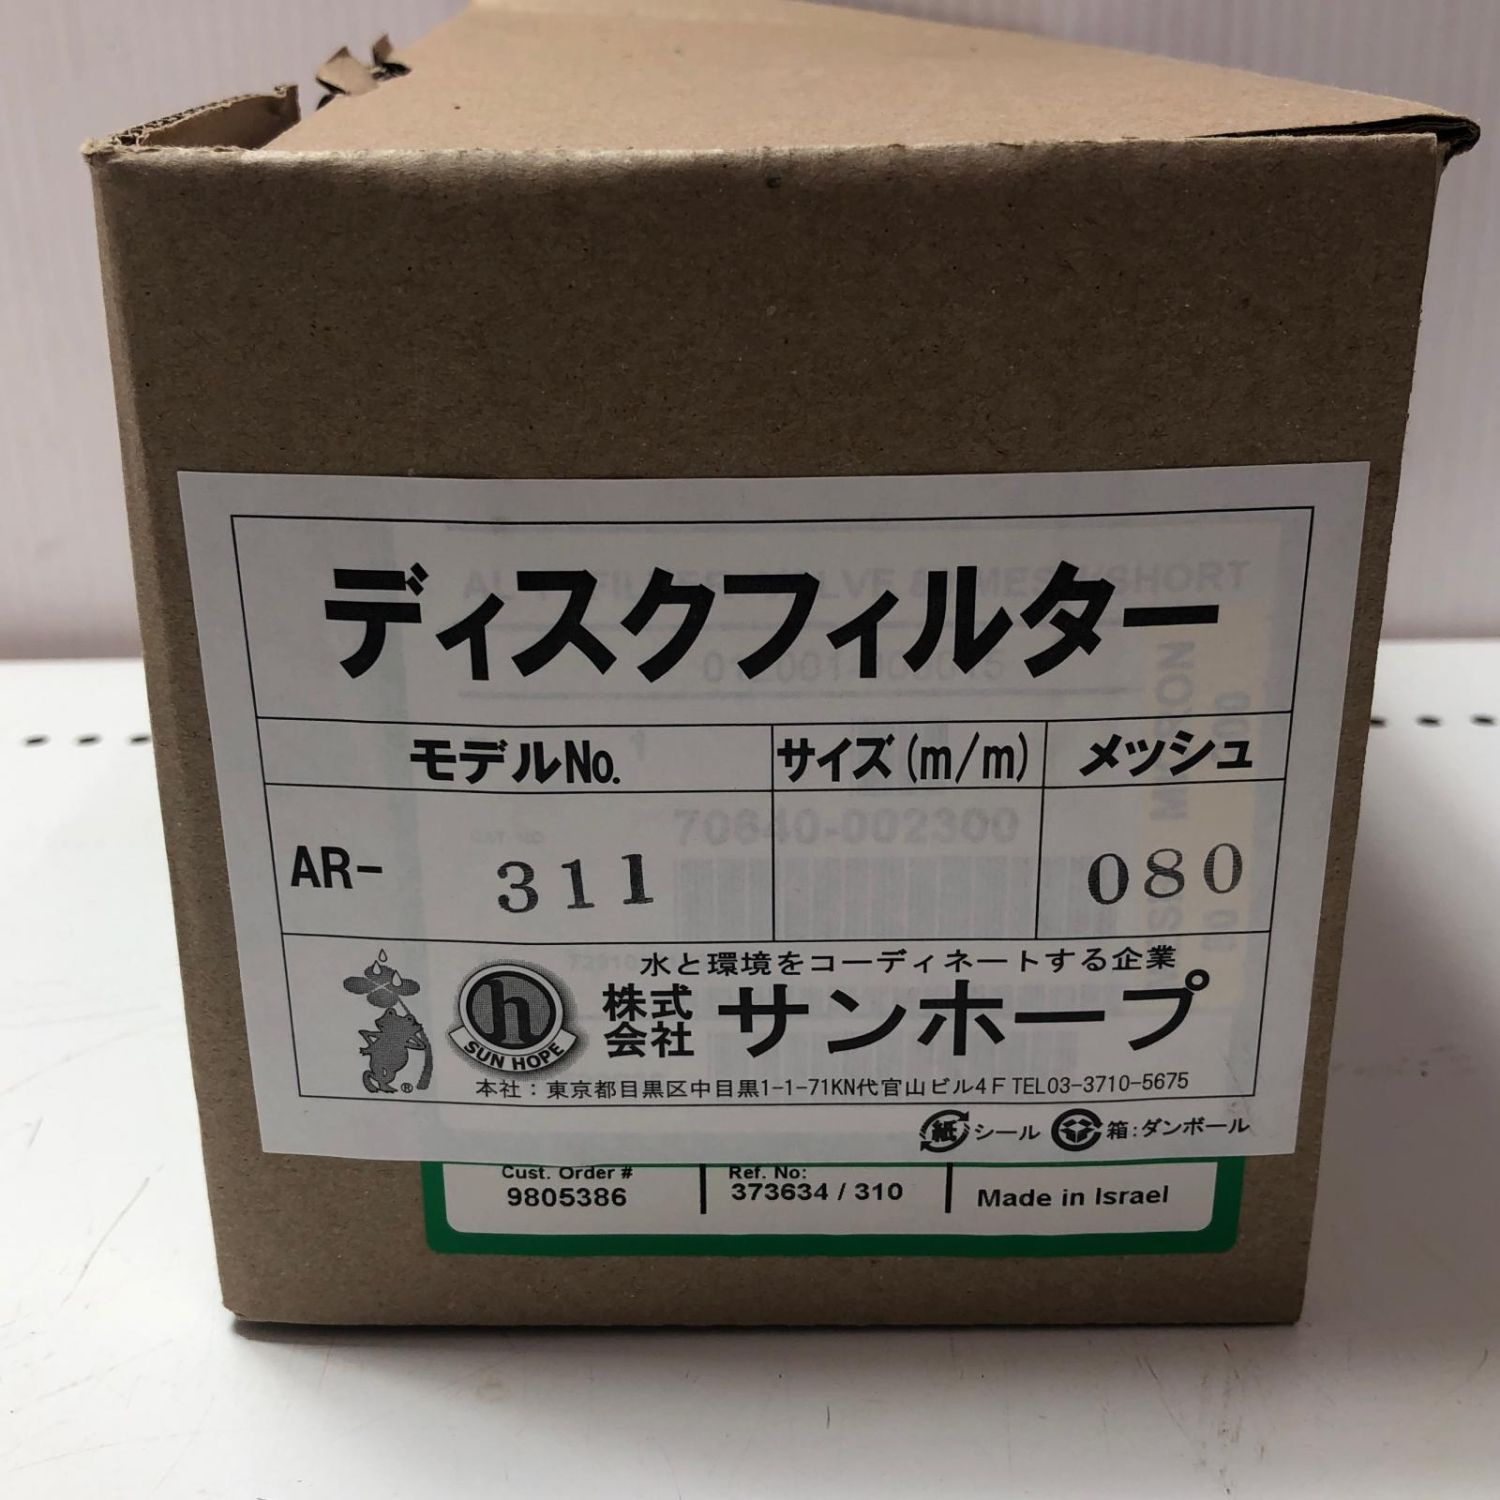 ディスクフィルター
モデルNo. サイズ(m/m) メッシュ
AR- 311 080
70640-002300
水と環境をコーディネートする企業
株式会社 サンホープ
h
SUN HOPE
®
本社：東京都目黒区中目黒1-1-71KN代官山ビル4F TEL03-3710-5675
紙 シール 箱:ダンボール
Cust. Order # Ref. No:
9805386 373634 / 310 Made in Israel